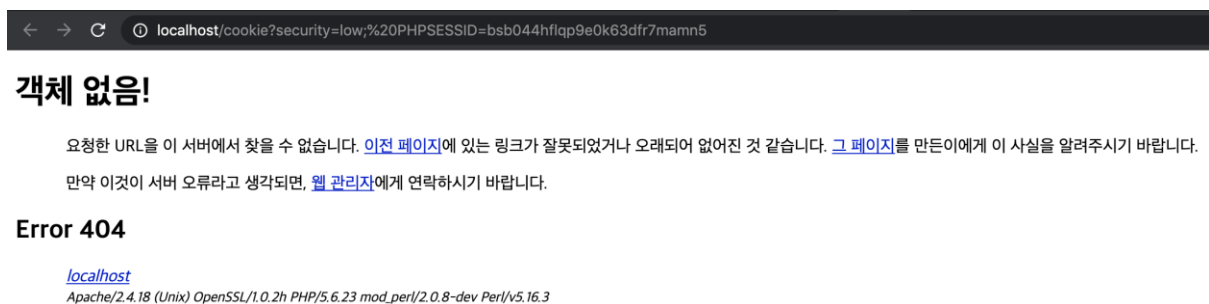 localhost/cookie?security=low;%20PHPSESSID=bsb044hflqp9e0k63dfr7mamn5
객체 없음!
요청한 URL을 이 서버에서 찾을 수 없습니다. 이전 페이지에 있는 링크가 잘못되었거나 오래되어 없어진 것 같습니다. 그 페이지를 만든이에게 이 사실을 알려주시기 바랍니다.
만약 이것이 서버 오류라고 생각되면, 웹 관리자에게 연락하시기 바랍니다.
Error 404
localhost
Apache/2.4.18 (Unix) OpenSSL/1.0.2h PHP/5.6.23 mod_perl/2.0.8-dev Perl/v5.16.3